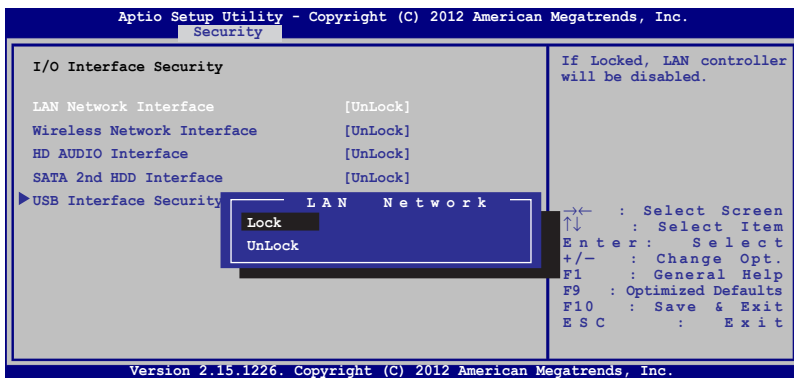 Aptio Setup Utility - Copyright (C) 2012 American Megatrends, Inc.
Security
I/O Interface Security
LAN Network Interface [UnLock]
Wireless Network Interface [UnLock]
HD AUDIO Interface [UnLock]
SATA 2nd HDD Interface [UnLock]
USB Interface Security
LAN Network
Lock
UnLock
If Locked, LAN controller
will be disabled.
→← : Select Screen
↑↓ : Select Item
Enter: Select
+/— : Change Opt.
F1 : General Help
F9 : Optimized Defaults
F10 : Save & Exit
ESC : Exit
Version 2.15.1226. Copyright (C) 2012 American Megatrends, Inc.